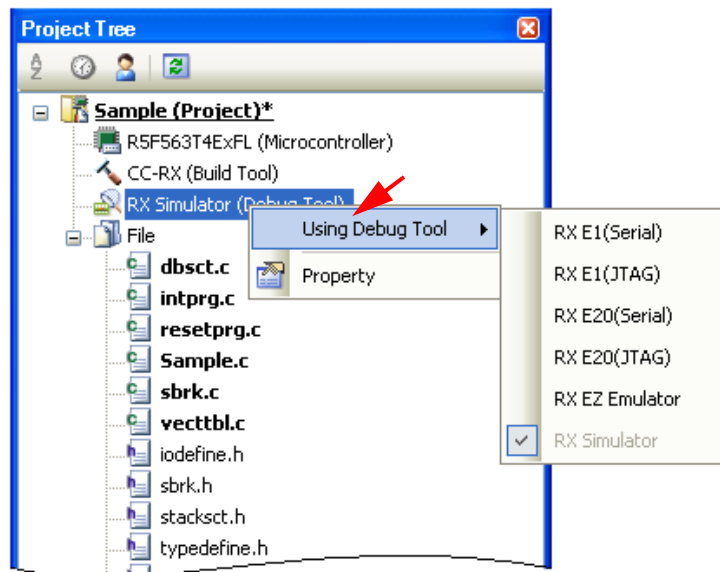 Project Tree
Sample (Project)*
R5F563T4ExFL (Microcontroller)
CC-RX (Build Tool)
RX Simulator (Debug Tool)
File
dbsct.c
intprg.c
resetprg.c
Sample.c
sbrk.c
vecttbl.c
iodefine.h
sbrk.h
stacksct.h
typedefine.h
Using Debug Tool
Property
RX E1(Serial)
RX E1(JTAG)
RX E20(Serial)
RX E20(JTAG)
RX EZ Emulator
RX Simulator